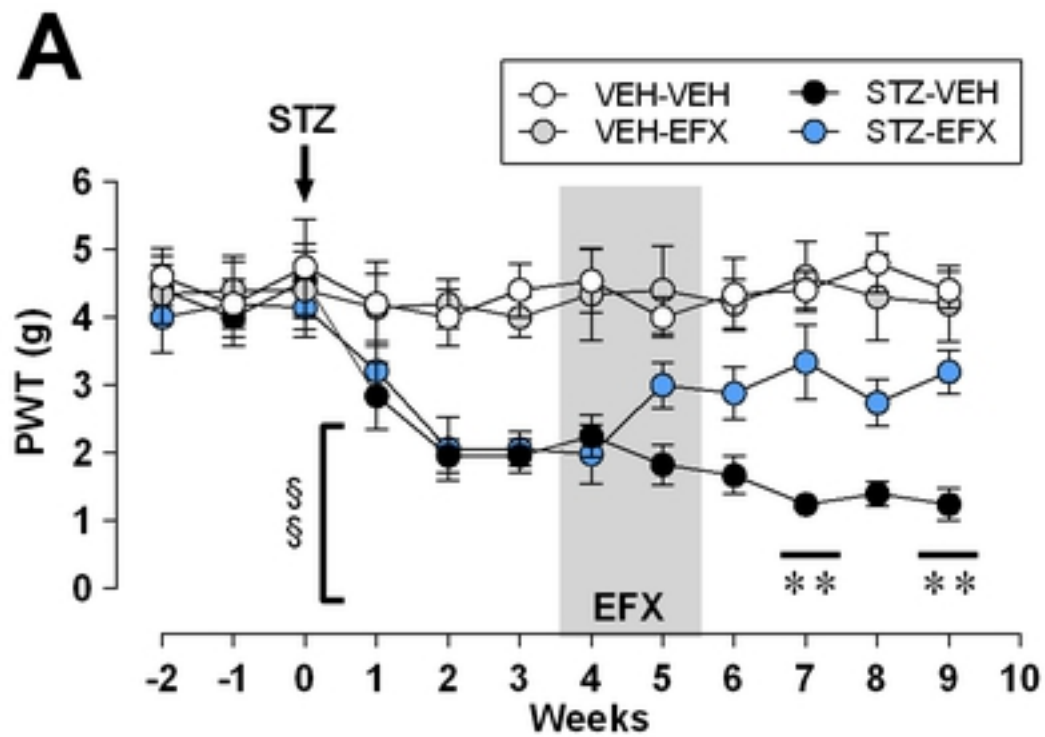 A
VEH-VEH STZ-VEH
VEH-EFX STZ-EFX
STZ
6
5
4
3
2
1
0
PWT (g)
§
§
EFX
** **
-2 -1 0 1 2 3 4 5 6 7 8 9 10
Weeks